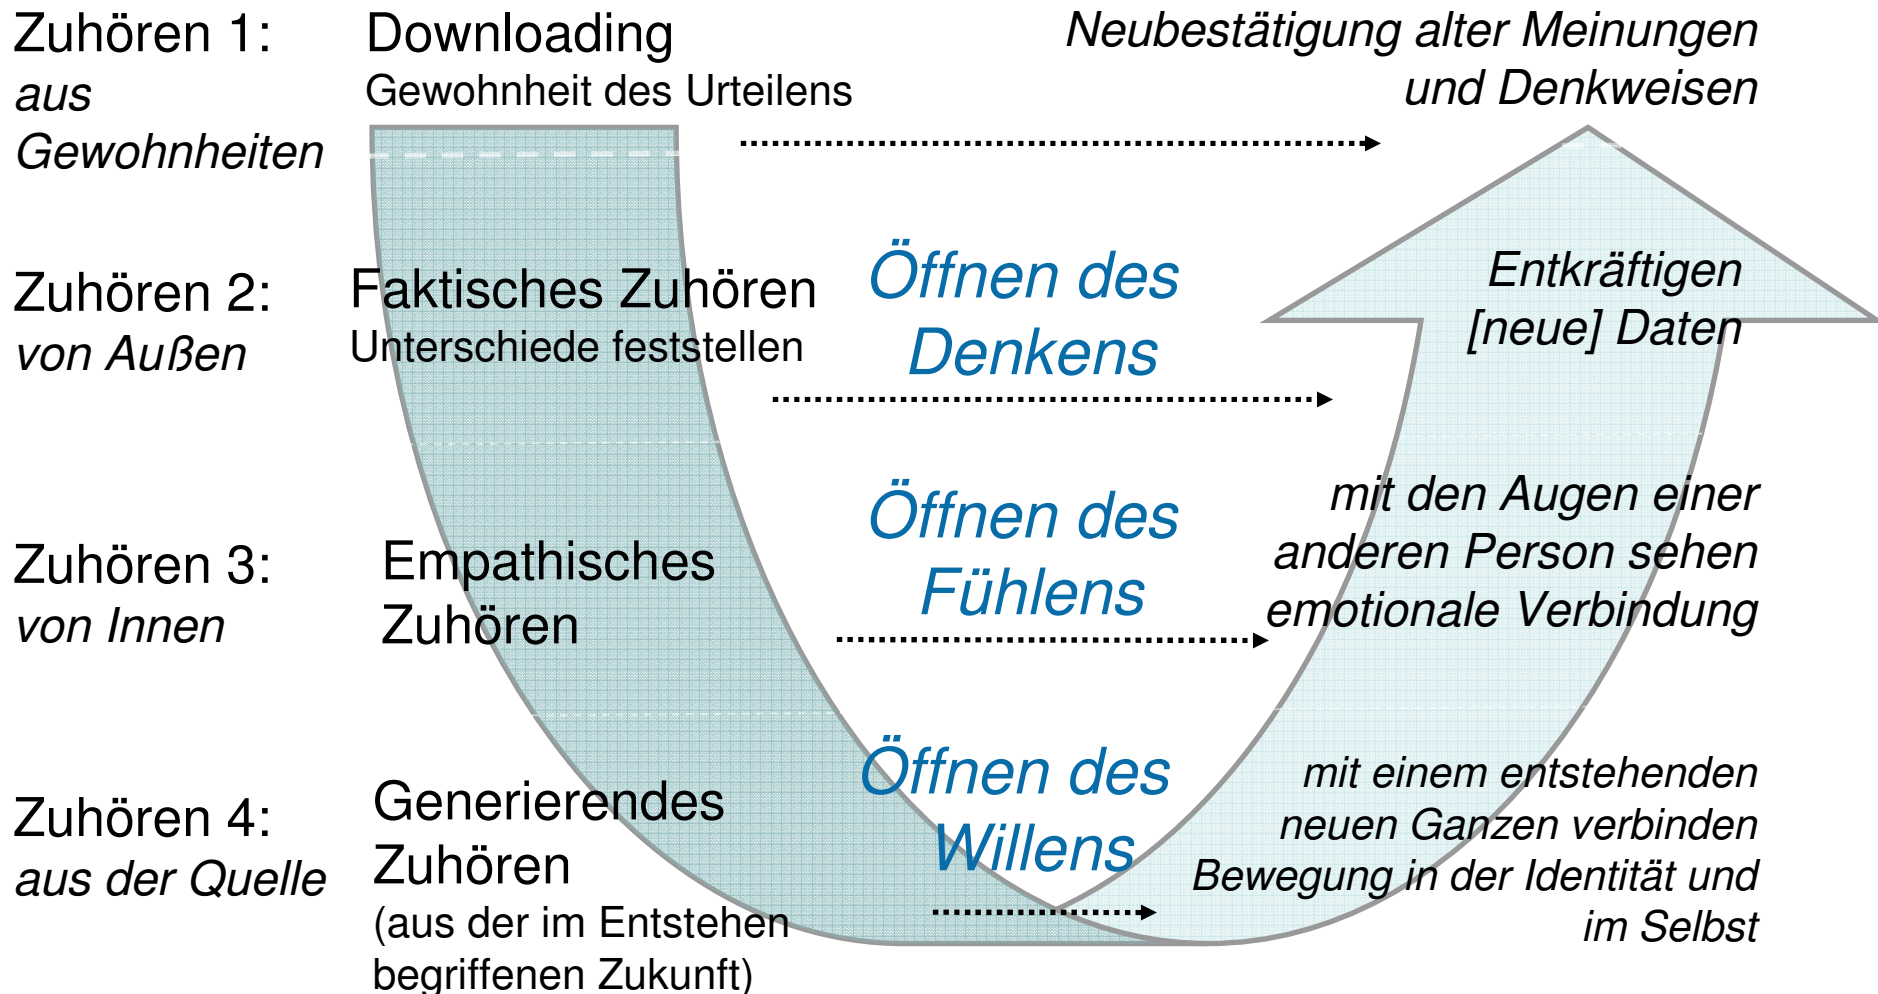 Zuhören 1:
aus
Gewohnheiten
Downloading
Gewohnheit des Urteilens
Neubestätigung alter Meinungen
und Denkweisen
Zuhören 2:
von Außen
Faktisches Zuhören
Unterschiede feststellen
Öffnen des
Denkens
Entkräftigen
[neue] Daten
Zuhören 3:
von Innen
Empathisches
Zuhören
Öffnen des
Fühlens
mit den Augen einer
anderen Person sehen
emotionale Verbindung
Zuhören 4:
aus der Quelle
Generierendes
Zuhören
(aus der im Entstehen
begriffenen Zukunft)
Öffnen des
Willens
mit einem entstehenden
neuen Ganzen verbinden
Bewegung in der Identität und
im Selbst